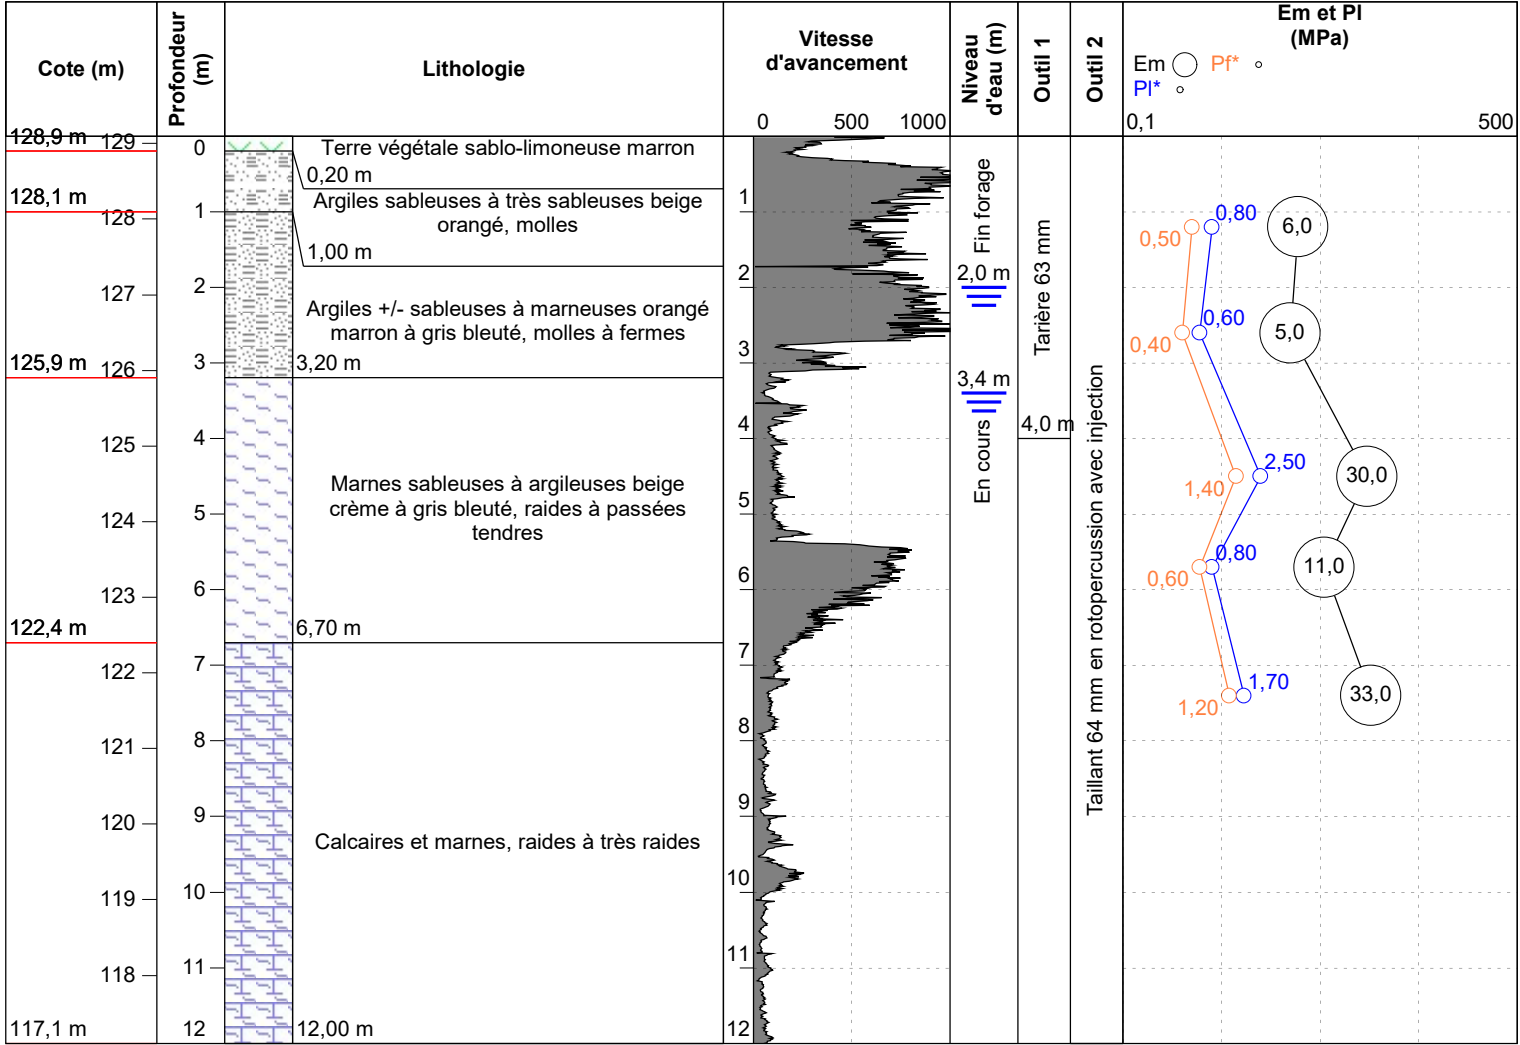 Cote (m)
Profondeur
(m)
Lithologie
Vitesse
d'avancement
Niveau
d'eau (m)
Outil 1
Outil 2
Em et Pl
(MPa)
Em
Pf*
Pl*
0 500 1000
0,1 500
128,9 m
128,1 m
125,9 m
122,4 m
117,1 m
129
128
127
126
125
124
123
122
121
120
119
118
0
1
2
3
4
5
6
7
8
9
10
11
12
Terre végétale sablo-limoneuse marron
0,20 m
Argiles sableuses à très sableuses beige
orangé, molles
1,00 m
Argiles +/- sableuses à marneuses orangé
marron à gris bleuté, molles à fermes
3,20 m
Marnes sableuses à argileuses beige
crème à gris bleuté, raides à passées
tendres
6,70 m
Calcaires et marnes, raides à très raides
12,00 m
1
2
3
4
5
6
7
8
9
10
11
12
Fin forage
2,0 m
3,4 m
En cours
Tarière 63 mm
4,0 m
Taillant 64 mm en rotopercussion avec injection
0,50
0,80
6,0
0,40
0,60
5,0
1,40
2,50
30,0
0,60
0,80
11,0
1,20
1,70
33,0